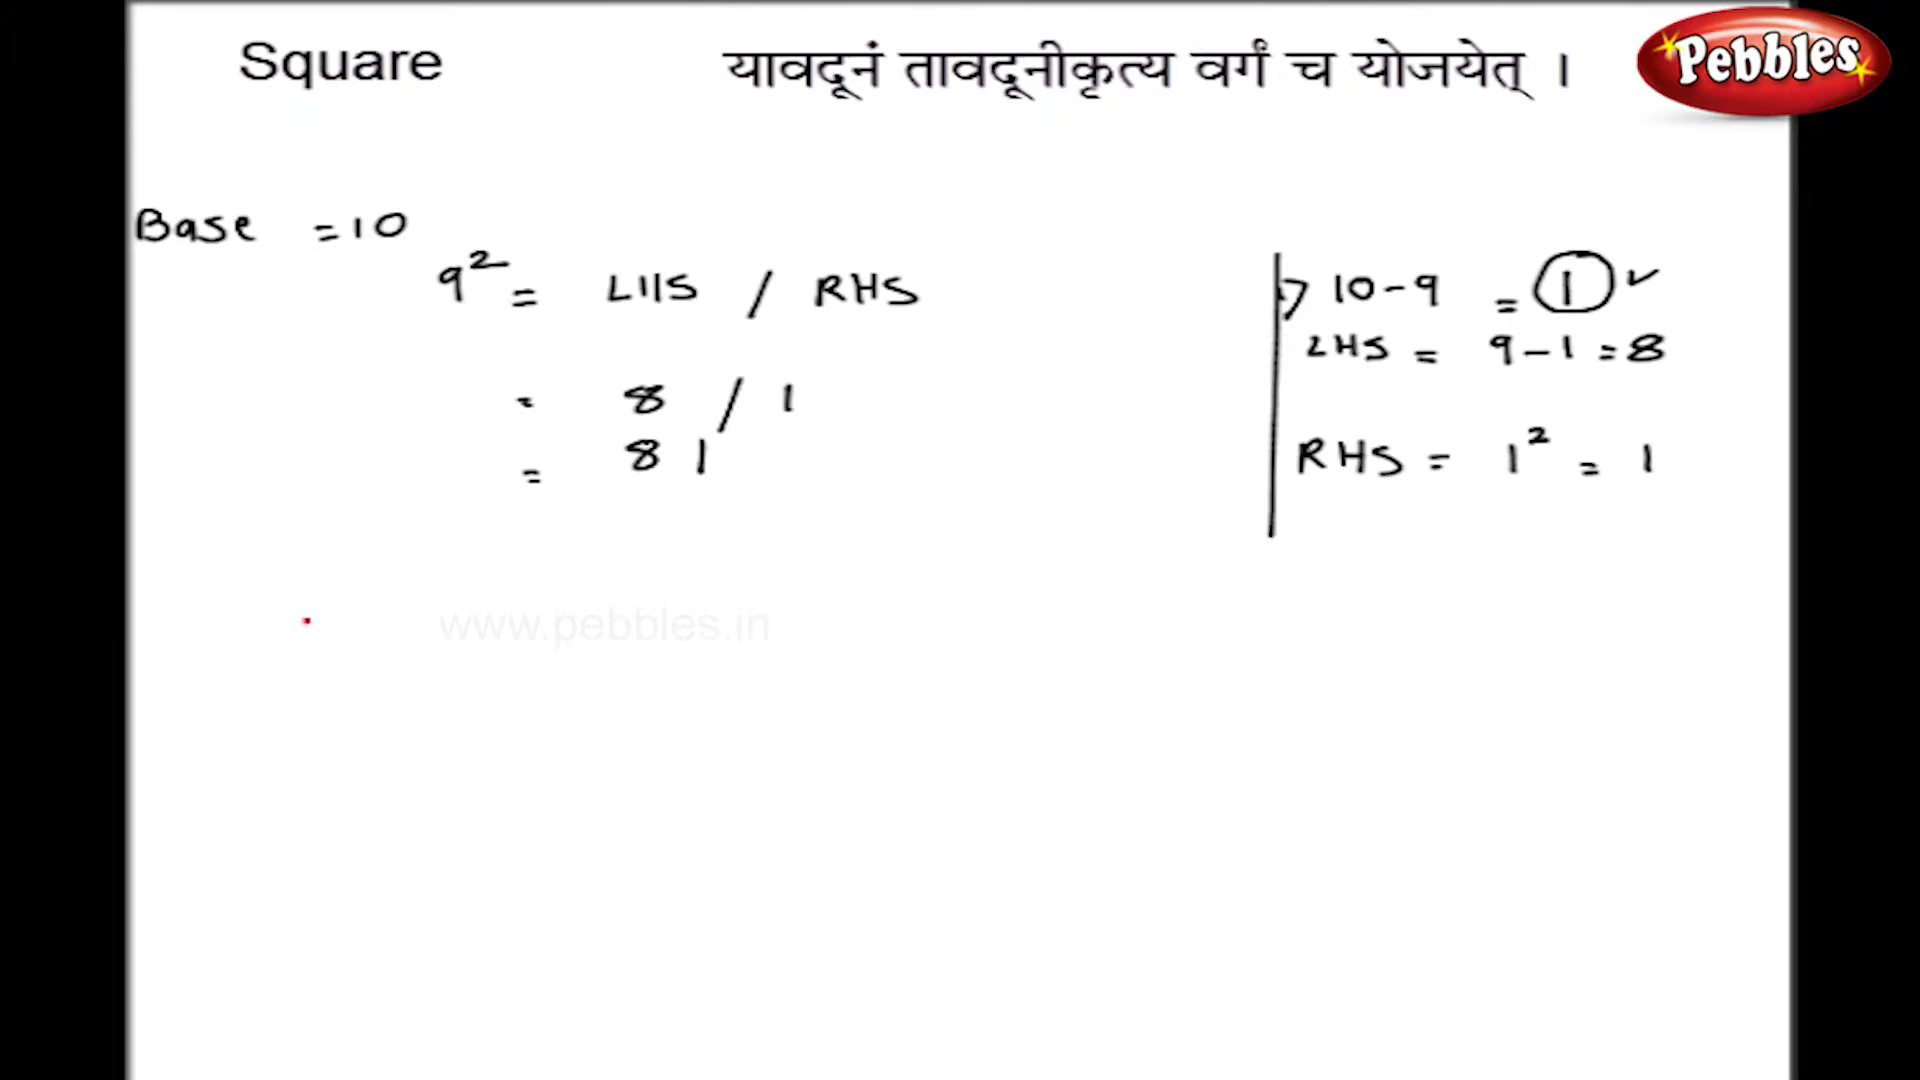 Square यावदूनं तावदूनीकृत्य वर्गं च योजयेत् ।
Pebbles
Base = 10
9² = LHS / RHS
= 8 / 1
= 81
1) 10 - 9 = 1 ✓
LHS = 9 - 1 = 8
RHS = 1² = 1
www.pebbles.in